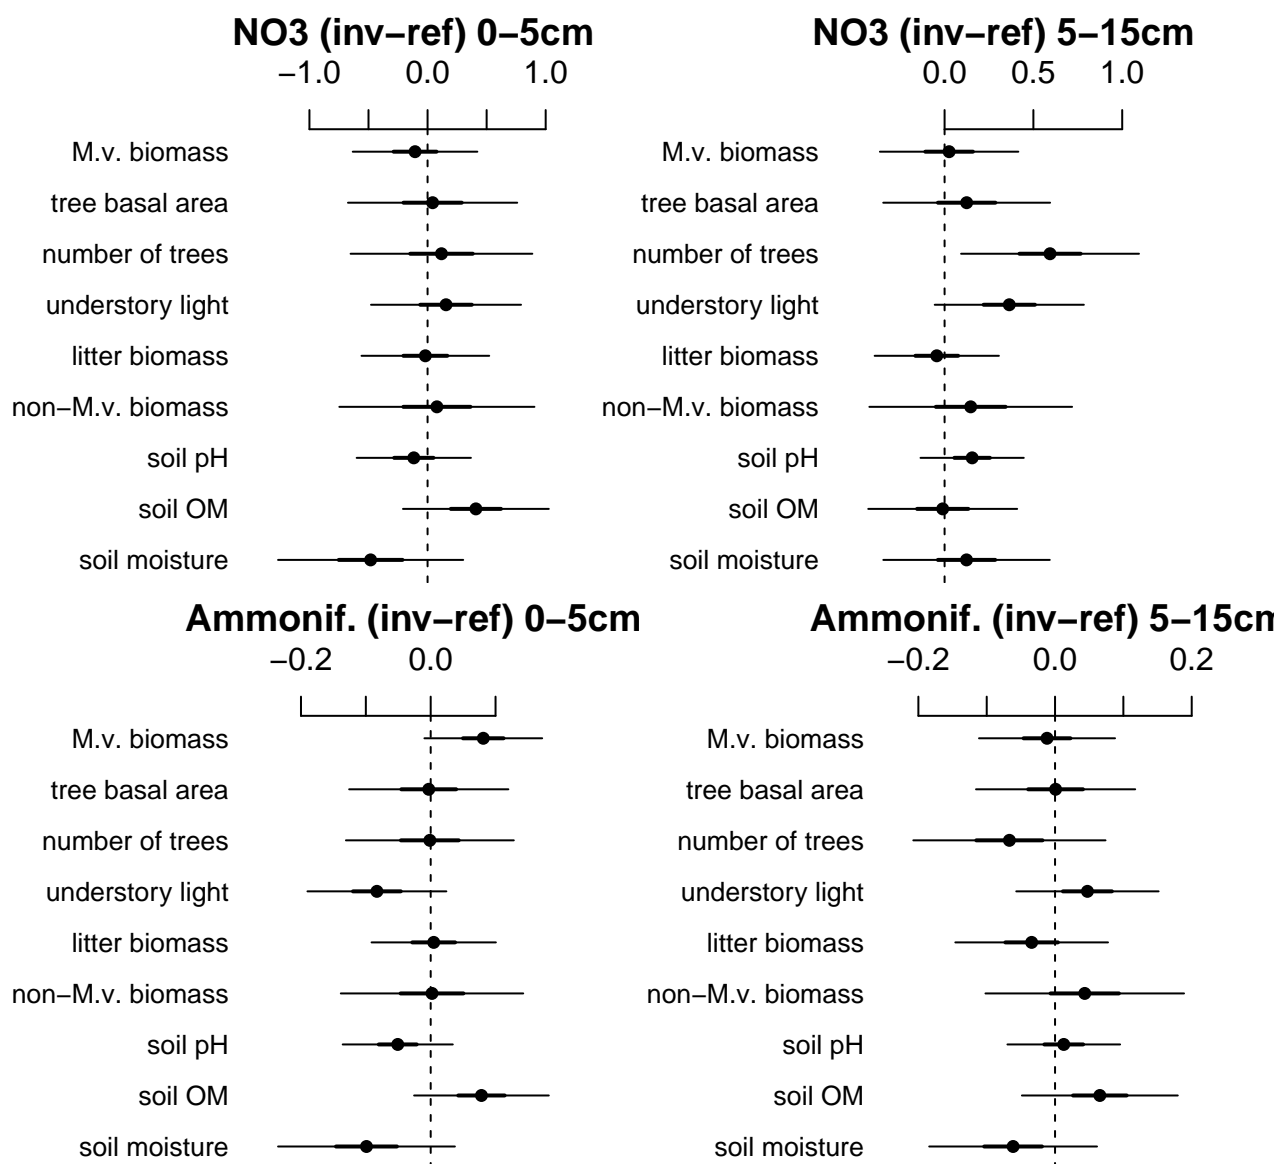 NO3 (inv−ref) 0−5cm
−1.0 0.0 1.0
M.v. biomass
tree basal area
number of trees
understory light
litter biomass
non−M.v. biomass
soil pH
soil OM
soil moisture
NO3 (inv−ref) 5−15cm
0.0 0.5 1.0
M.v. biomass
tree basal area
number of trees
understory light
litter biomass
non−M.v. biomass
soil pH
soil OM
soil moisture
Ammonif. (inv−ref) 0−5cm
−0.2 0.0
M.v. biomass
tree basal area
number of trees
understory light
litter biomass
non−M.v. biomass
soil pH
soil OM
soil moisture
Ammonif. (inv−ref) 5−15cm
−0.2 0.0 0.2
M.v. biomass
tree basal area
number of trees
understory light
litter biomass
non−M.v. biomass
soil pH
soil OM
soil moisture